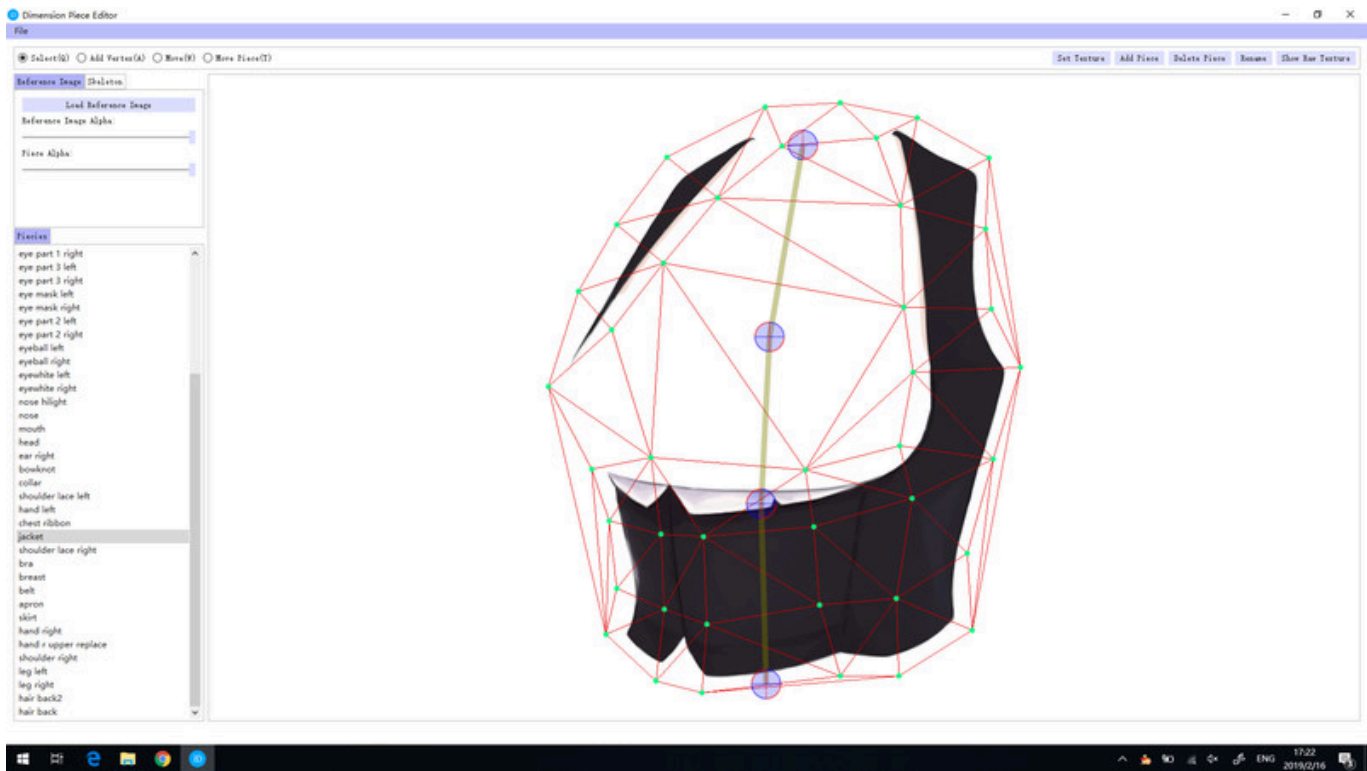 Dimension Piece Editor
File
Select(Q) Add Vertex(A) Move(W) Move Piece(T)
Set Texture Add Piece Delete Piece Rename Show Raw Texture
Reference Image Skeleton
Load Reference Image
Reference Image Alpha:
Piece Alpha:
eye part 1 right
eye part 3 left
eye part 3 right
eye mask left
eye mask right
eye part 2 left
eye part 2 right
eyeball left
eyeball right
eyewhite left
eyewhite right
nose hilight
nose
mouth
head
ear right
bowknot
collar
shoulder lace left
hand left
chest ribbon
jacket
shoulder lace right
bra
breast
belt
apron
skirt
hand right
hand r upper replace
shoulder right
leg left
leg right
hair back2
hair back
ENG
17:22
2019/2/16